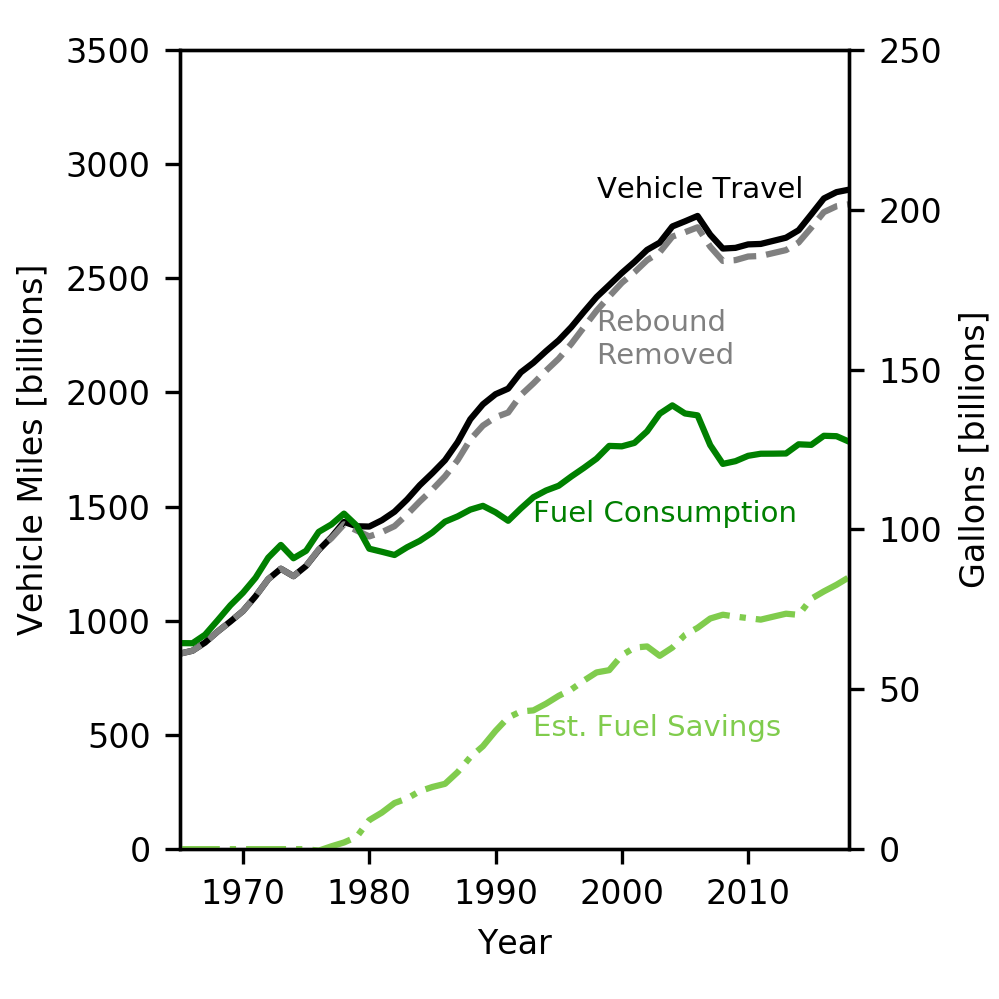 3500
3000
2500
2000
1500
1000
500
0
Vehicle Miles [billions]
250
200
150
100
50
0
Gallons [billions]
Vehicle Travel
Rebound
Removed
Fuel Consumption
Est. Fuel Savings
1970
1980
1990
2000
2010
Year